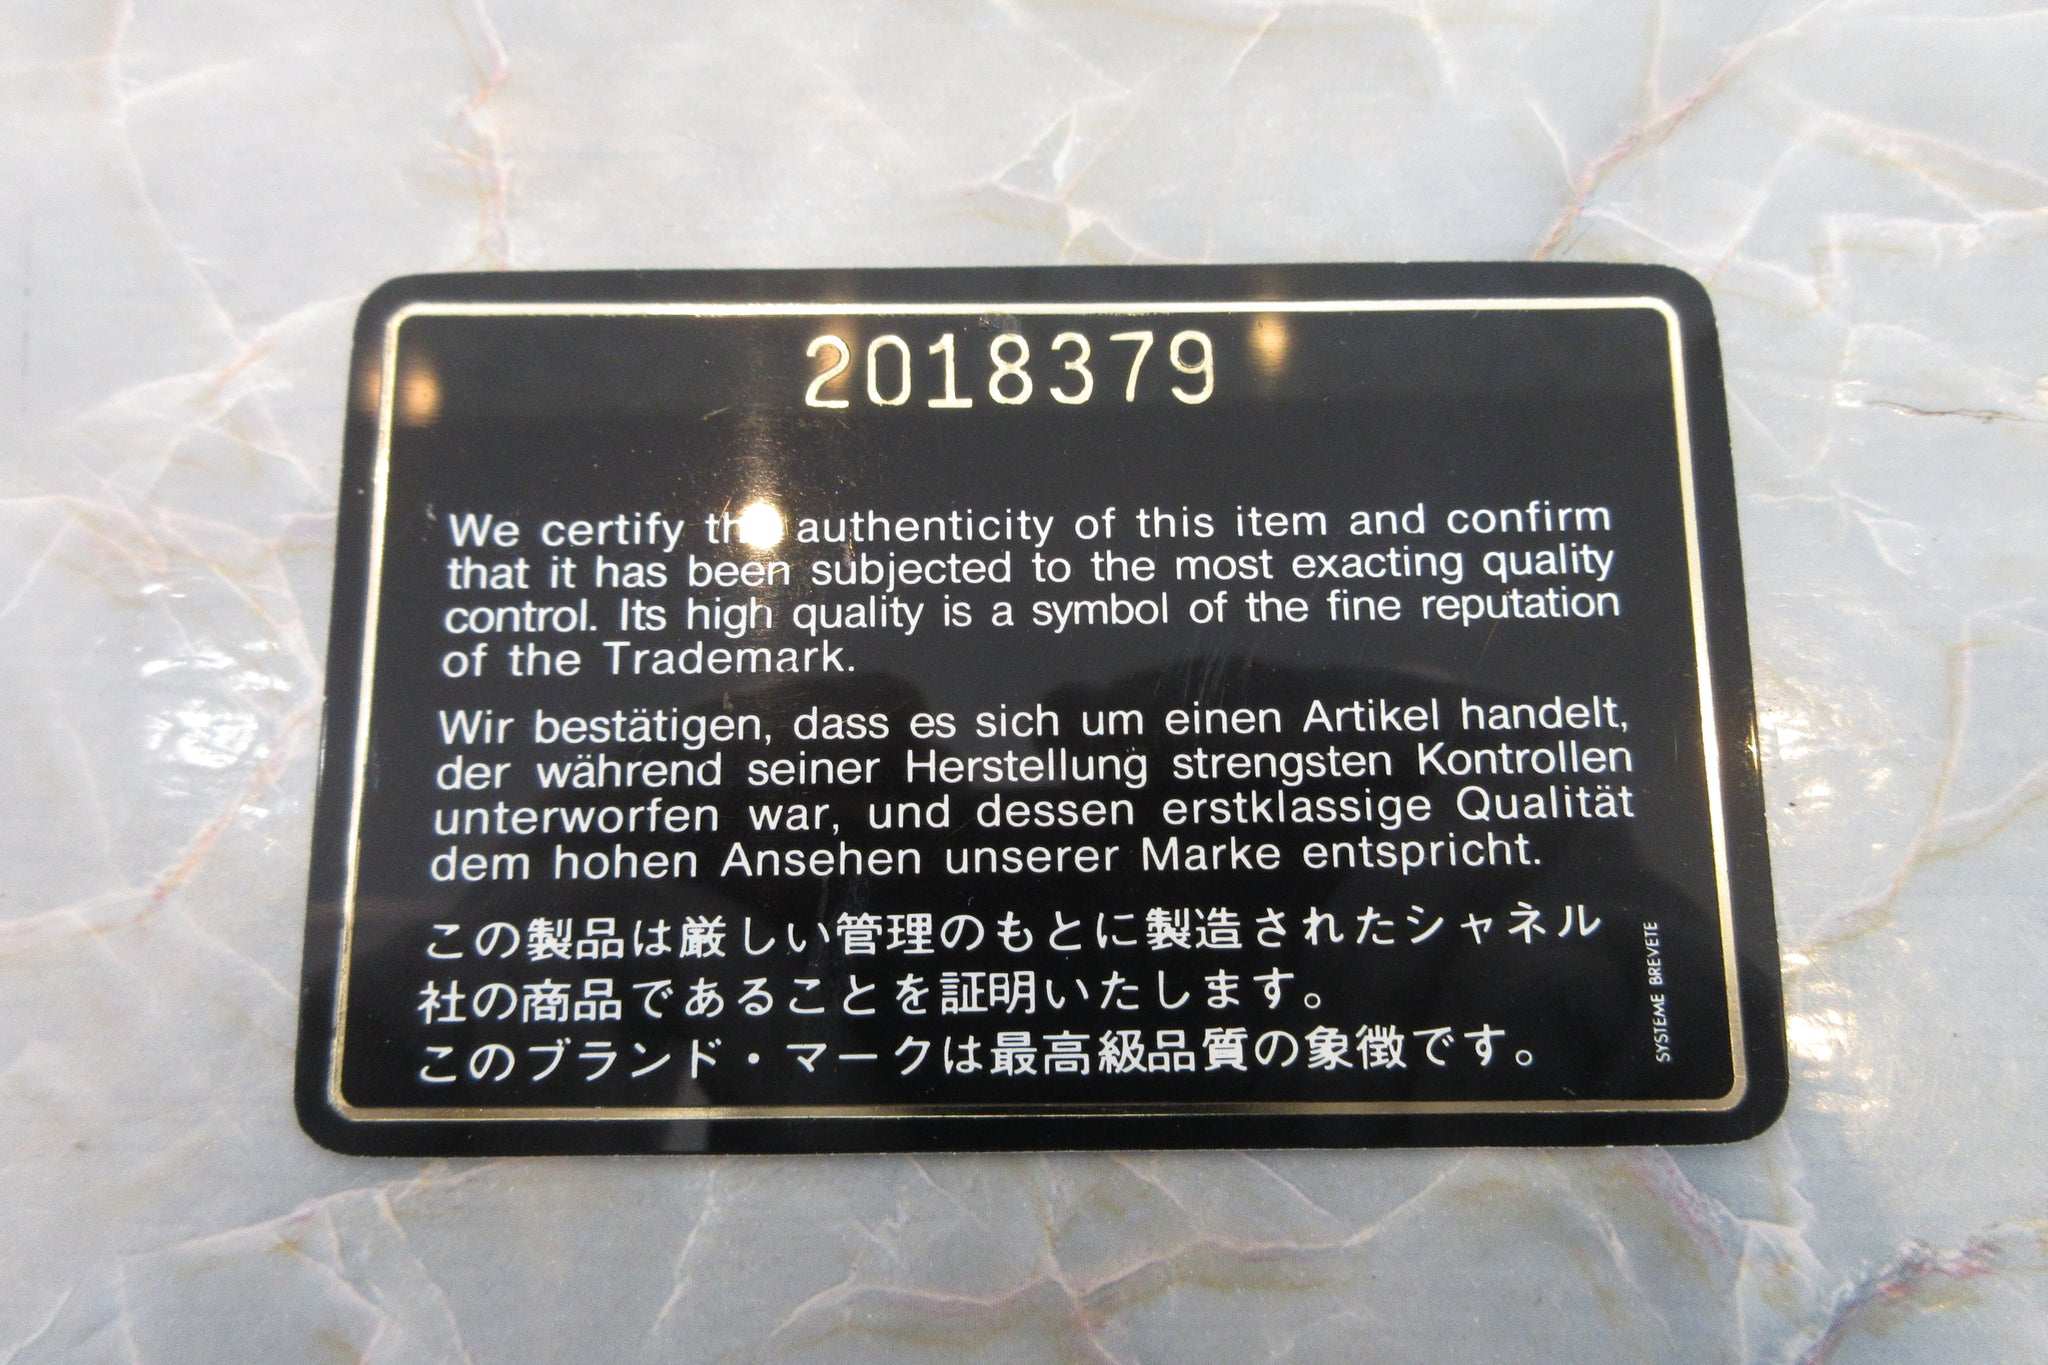 2018379
We certify the authenticity of this item and confirm
that it has been subjected to the most exacting quality
control. Its high quality is a symbol of the fine reputation
of the Trademark.
Wir bestätigen, dass es sich um einen Artikel handelt,
der während seiner Herstellung strengsten Kontrollen
unterworfen war, und dessen erstklassige Qualität
dem hohen Ansehen unserer Marke entspricht.
この製品は厳しい管理のもとに製造されたシャネル
社の商品であることを証明いたします。
このブランド・マークは最高級品質の象徴です。
SYSTEME BREVETE